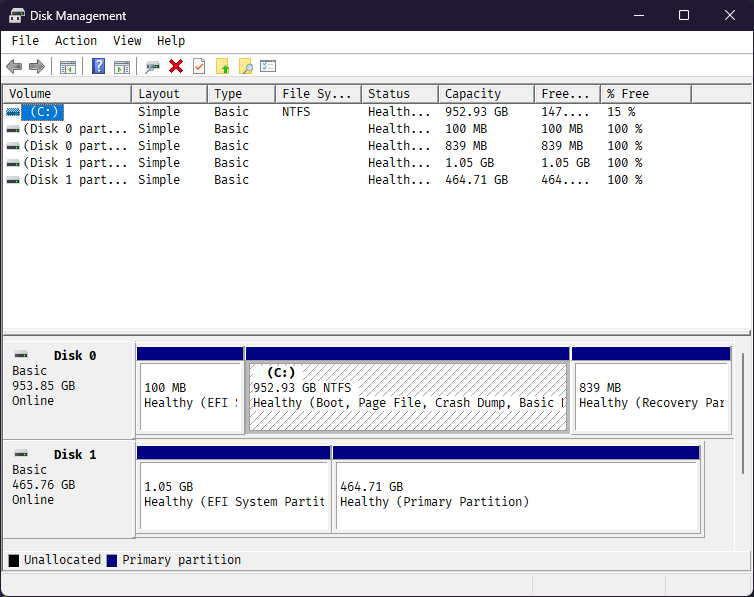 Disk Management
File Action View Help
Volume Layout Type File Sy... Status Capacity Free... % Free
(C:) Simple Basic NTFS Health... 952.93 GB 147.... 15 %
(Disk 0 part... Simple Basic Health... 100 MB 100 MB 100 %
(Disk 0 part... Simple Basic Health... 839 MB 839 MB 100 %
(Disk 1 part... Simple Basic Health... 1.05 GB 1.05 GB 100 %
(Disk 1 part... Simple Basic Health... 464.71 GB 464.... 100 %
Disk 0
Basic
953.85 GB
Online
100 MB
Healthy (EFI
(C:)
952.93 GB NTFS
Healthy (Boot, Page File, Crash Dump, Basic
839 MB
Healthy (Recovery Par
Disk 1
Basic
465.76 GB
Online
1.05 GB
Healthy (EFI System Partit
464.71 GB
Healthy (Primary Partition)
Unallocated Primary partition